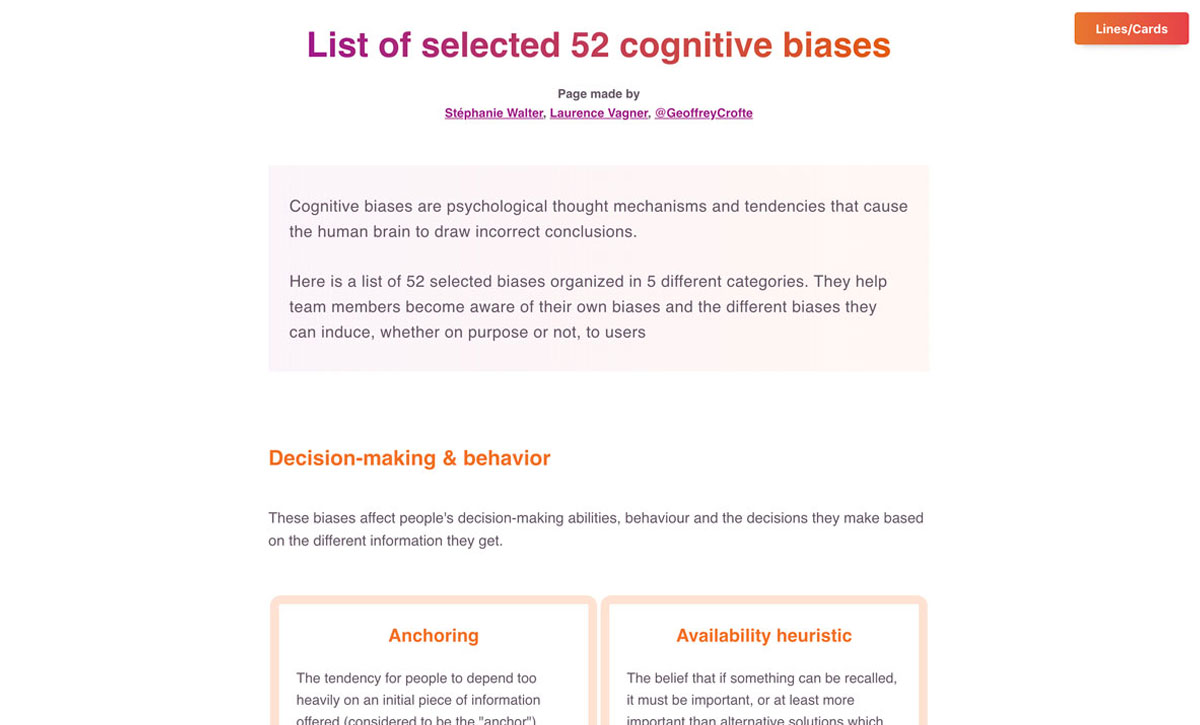 Lines/Cards
List of selected 52 cognitive biases
Page made by
Stéphanie Walter, Laurence Vagner, @GeoffreyCrofte
Cognitive biases are psychological thought mechanisms and tendencies that cause
the human brain to draw incorrect conclusions.
Here is a list of 52 selected biases organized in 5 different categories. They help
team members become aware of their own biases and the different biases they
can induce, whether on purpose or not, to users
Decision-making & behavior
These biases affect people's decision-making abilities, behaviour and the decisions they make based
on the different information they get.
Anchoring
The tendency for people to depend too
heavily on an initial piece of information
offered (considered to be the "anchor")
Availability heuristic
The belief that if something can be recalled,
it must be important, or at least more
important than alternative solutions which